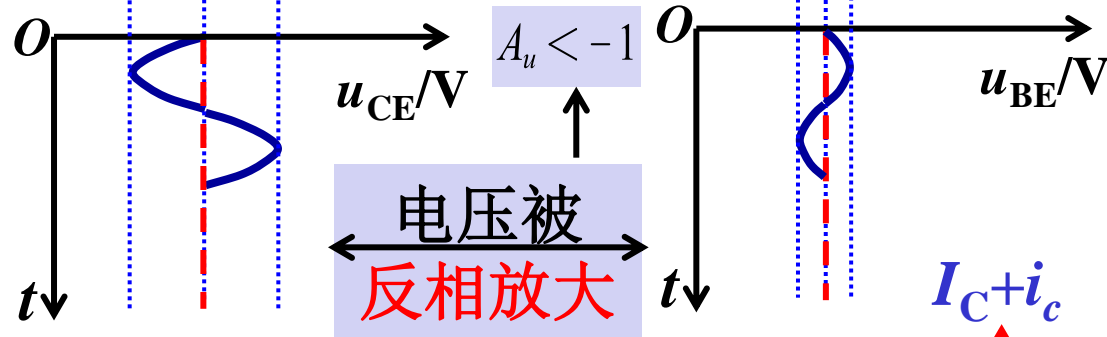 O
u_CE/V
t
A_u < -1
电压被
反相放大
O
u_BE/V
t
I_C+i_c